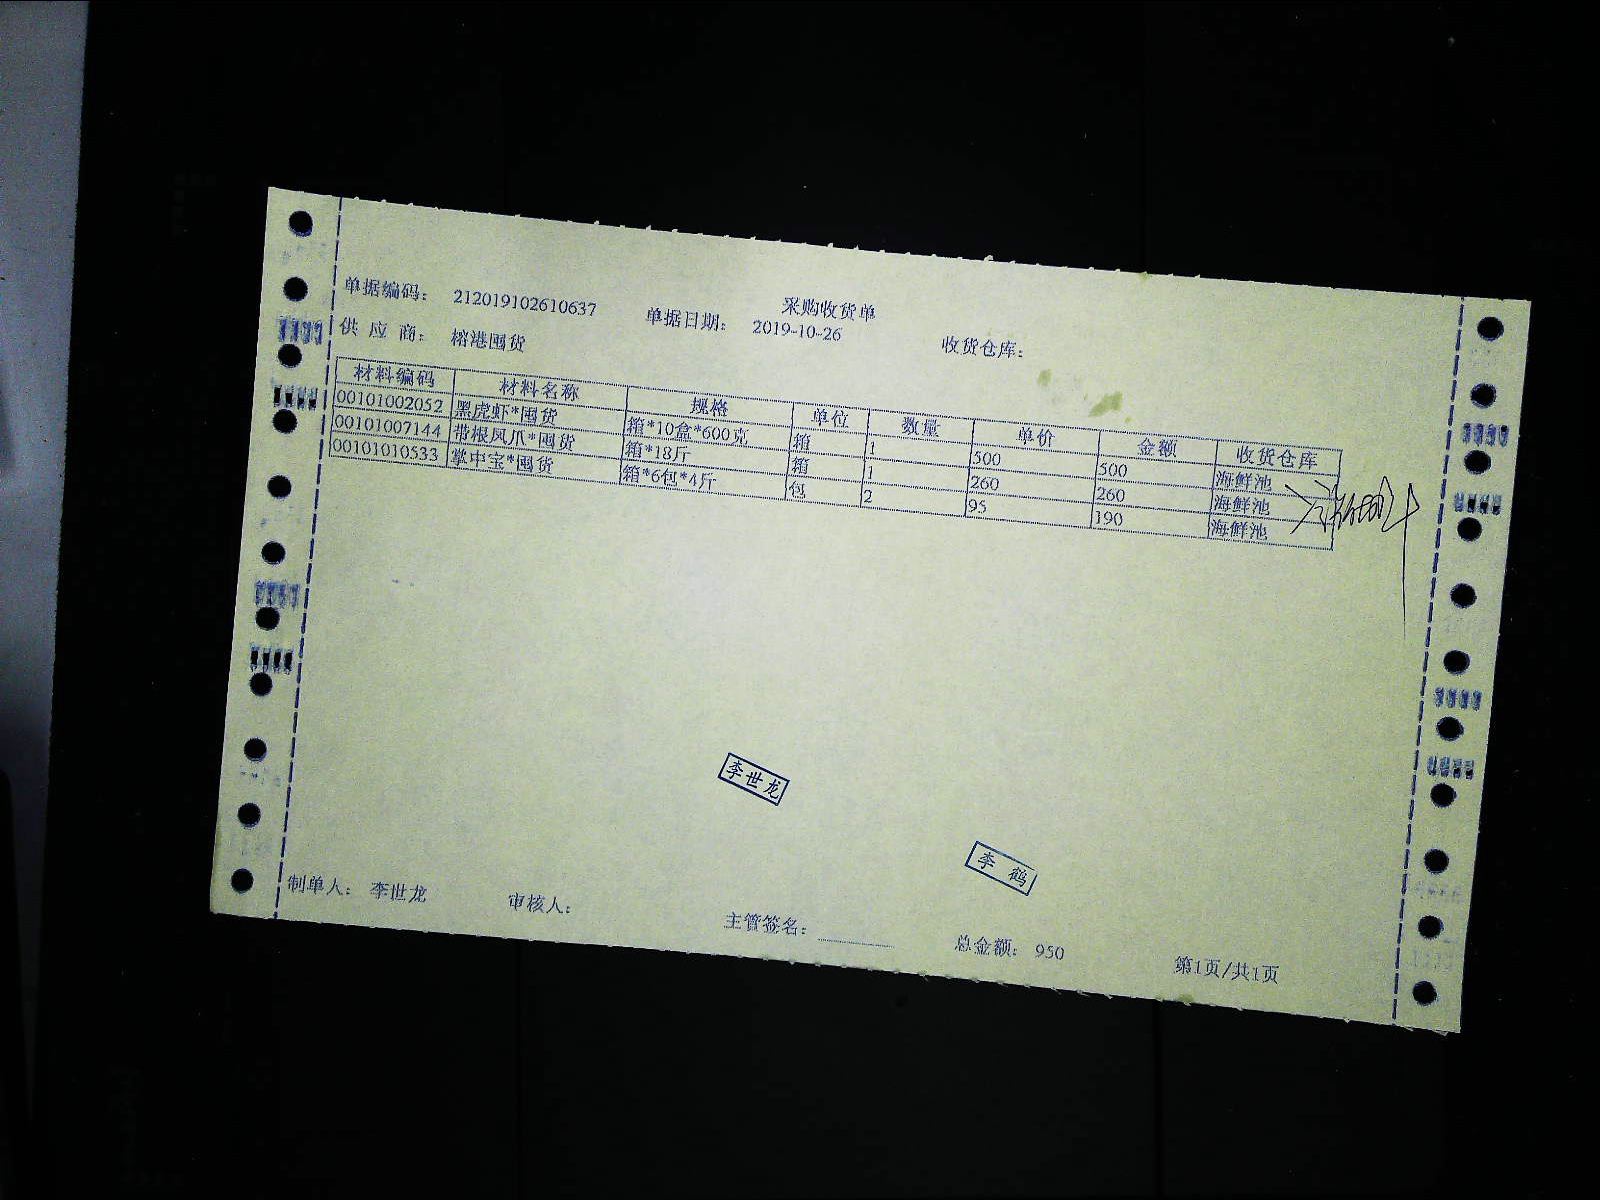 采购收货单
单据编码： 212019102610637 单据日期： 2019-10-26 收货仓库：
供 应 商： 榕港囤货
材料编码 材料名称 规格 单位 数量 单价 金额 收货仓库
00101002052 黑虎虾*囤货 箱*10盒*600克 箱 1 500 500 海鲜池
00101007144 带根凤爪*囤货 箱*18斤 箱 1 260 260 海鲜池
00101010533 掌中宝*囤货 箱*6包*4斤 包 2 95 190 海鲜池
李世龙
李鹤
制单人： 李世龙 审核人： 主管签名： 总金额： 950 第1页/共1页